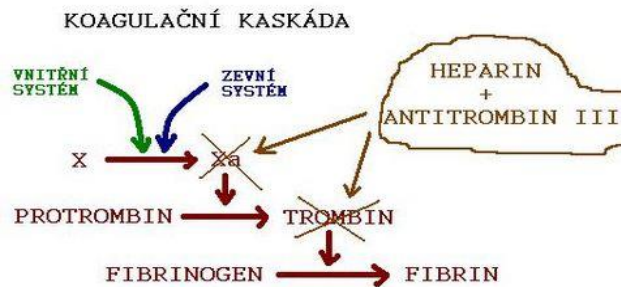 KOAGULAČNÍ KASKÁDA
VNITŘNÍ
SYSTÉM
ZEVNÍ
SYSTÉM
HEPARIN
+
ANTITROMBIN III
X
Xa
PROTROMBIN
TROMBIN
FIBRINOGEN
FIBRIN